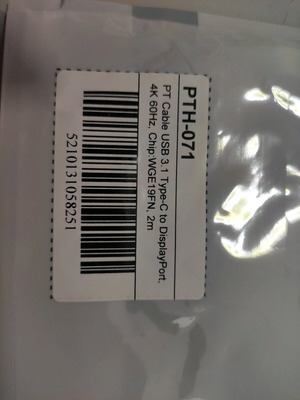 PTH-071
PT Cable USB 3.1 Type-C to DisplayPort,
4K 60Hz, Chip:WGE19FN, 2m
5210131058251